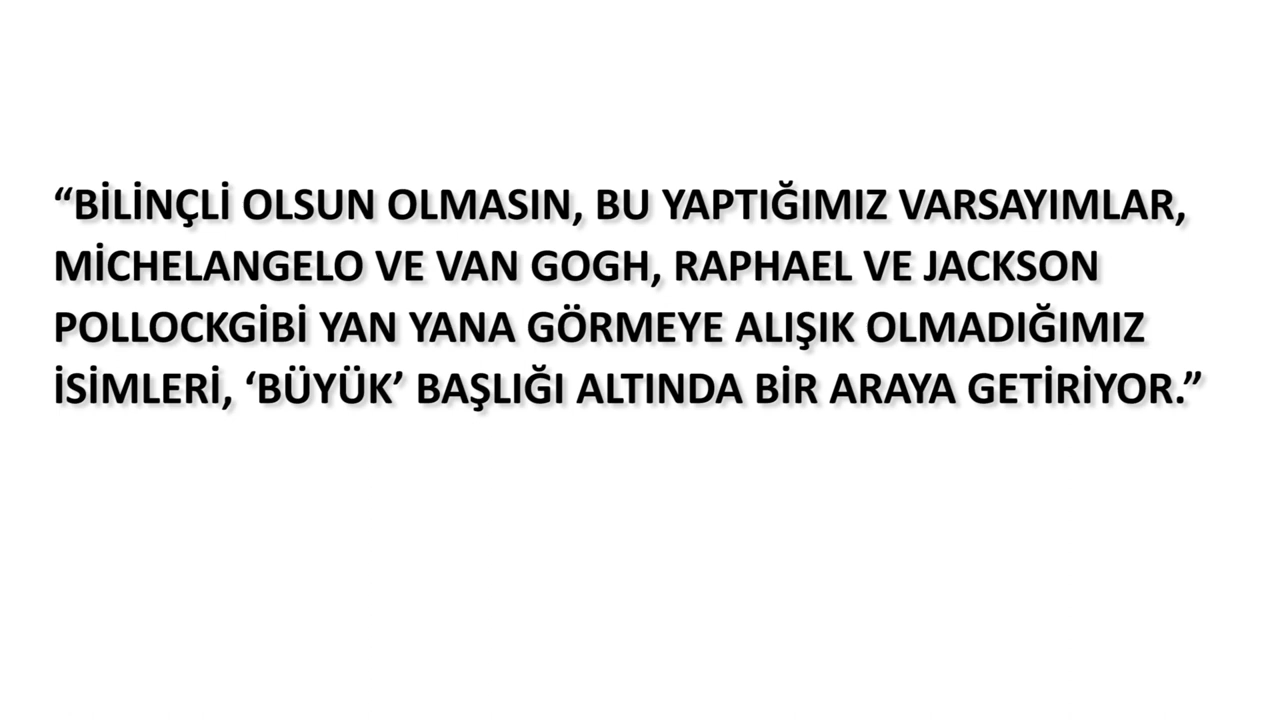 “BİLİNÇLİ OLSUN OLMASIN, BU YAPTIĞIMIZ VARSAYIMLAR,
MİCHELANGELO VE VAN GOGH, RAPHAEL VE JACKSON
POLLOCKGİBİ YAN YANA GÖRMEYE ALIŞIK OLMADIĞIMIZ
İSİMLERİ, ‘BÜYÜK’ BAŞLIĞI ALTINDA BİR ARAYA GETİRİYOR.”